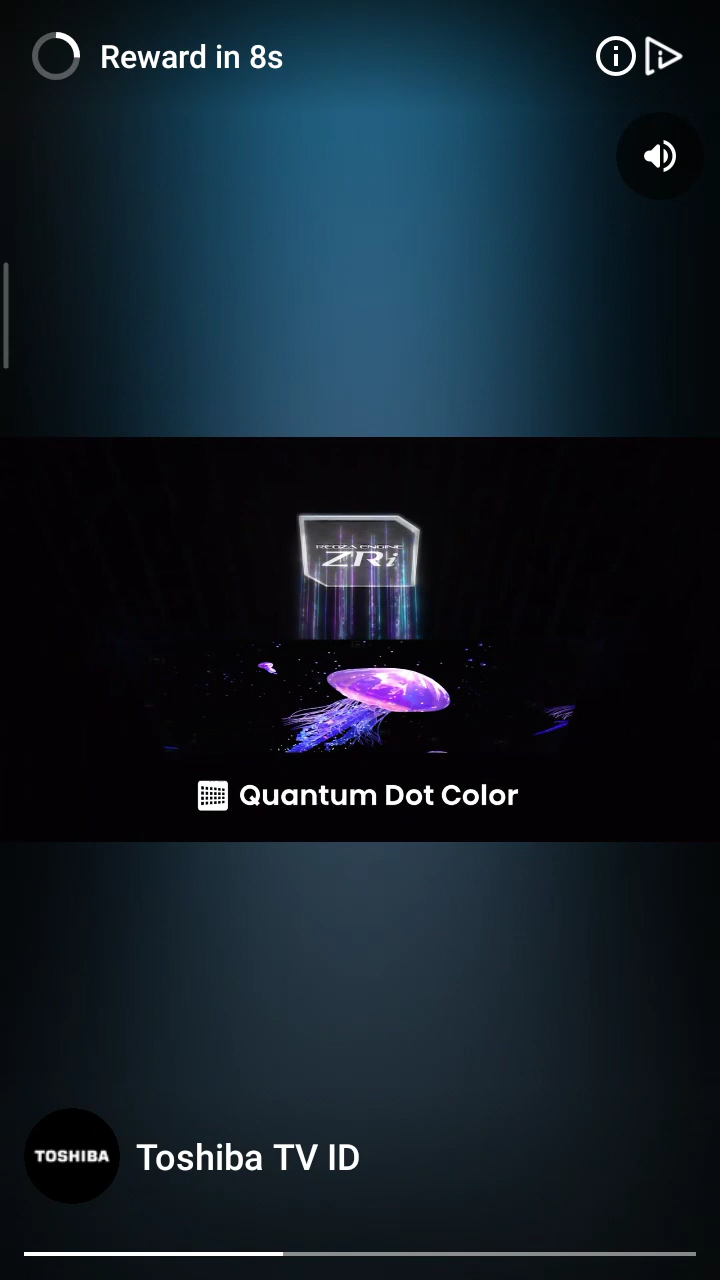 Reward in 8s
REGZA ENGINE
ZRi
Quantum Dot Color
TOSHIBA
Toshiba TV ID